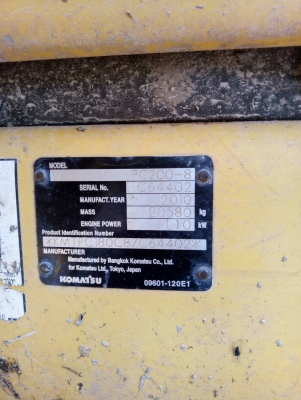 MODEL PC200-8
SERIAL No. C64402
MANUFACT. YEAR 2010
MASS 20580 kg
ENGINE POWER 110 kW
Product Identification Number
MANUFACTURER
Manufactured by Bangkok Komatsu Co., Ltd.
for Komatsu Ltd., Tokyo, Japan
KOMATSU
09601-120E1